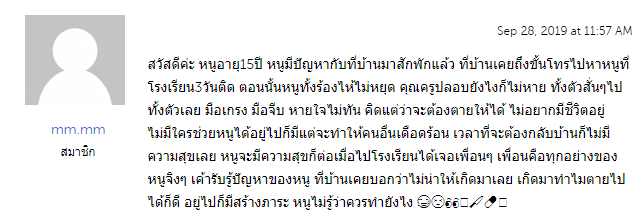 Sep 28, 2019 at 11:57 AM
สวัสดีค่ะ หนูอายุ15ปี หนูมีปัญหากับที่บ้านมาสักพักแล้ว ที่บ้านเคยถึงขั้นโทรไปหาหนูที่
โรงเรียน3วันติด ตอนนั้นหนูทั้งร้องไห้ไม่หยุด คุณครูปลอบยังไงก็ไม่หาย ทั้งตัวสั่นๆไป
ทั้งตัวเลย มือเกรง มือจีบ หายใจไม่ทัน คิดแต่ว่าจะต้องตายให้ได้ ไม่อยากมีชีวิตอยู่
ไม่มีใครช่วยหนูได้อยู่ไปก็มีแต่จะทำให้คนอื่นเดือดร้อน เวลาที่จะต้องกลับบ้านก็ไม่มี
ความสุขเลย หนูจะมีความสุขก็ต่อเมื่อไปโรงเรียนได้เจอเพื่อนๆ เพื่อนคือทุกอย่างของ
หนูจิงๆ เค้ารับรู้ปัญหาของหนู ที่บ้านเคยบอกว่าไม่น่าให้เกิดมาเลย เกิดมาทำไมตายไป
ได้ก็ดี อยู่ไปก็มีสร้างภาระ หนูไม่รู้ว่าควรทำยังไง
mm.mm
สมาชิก